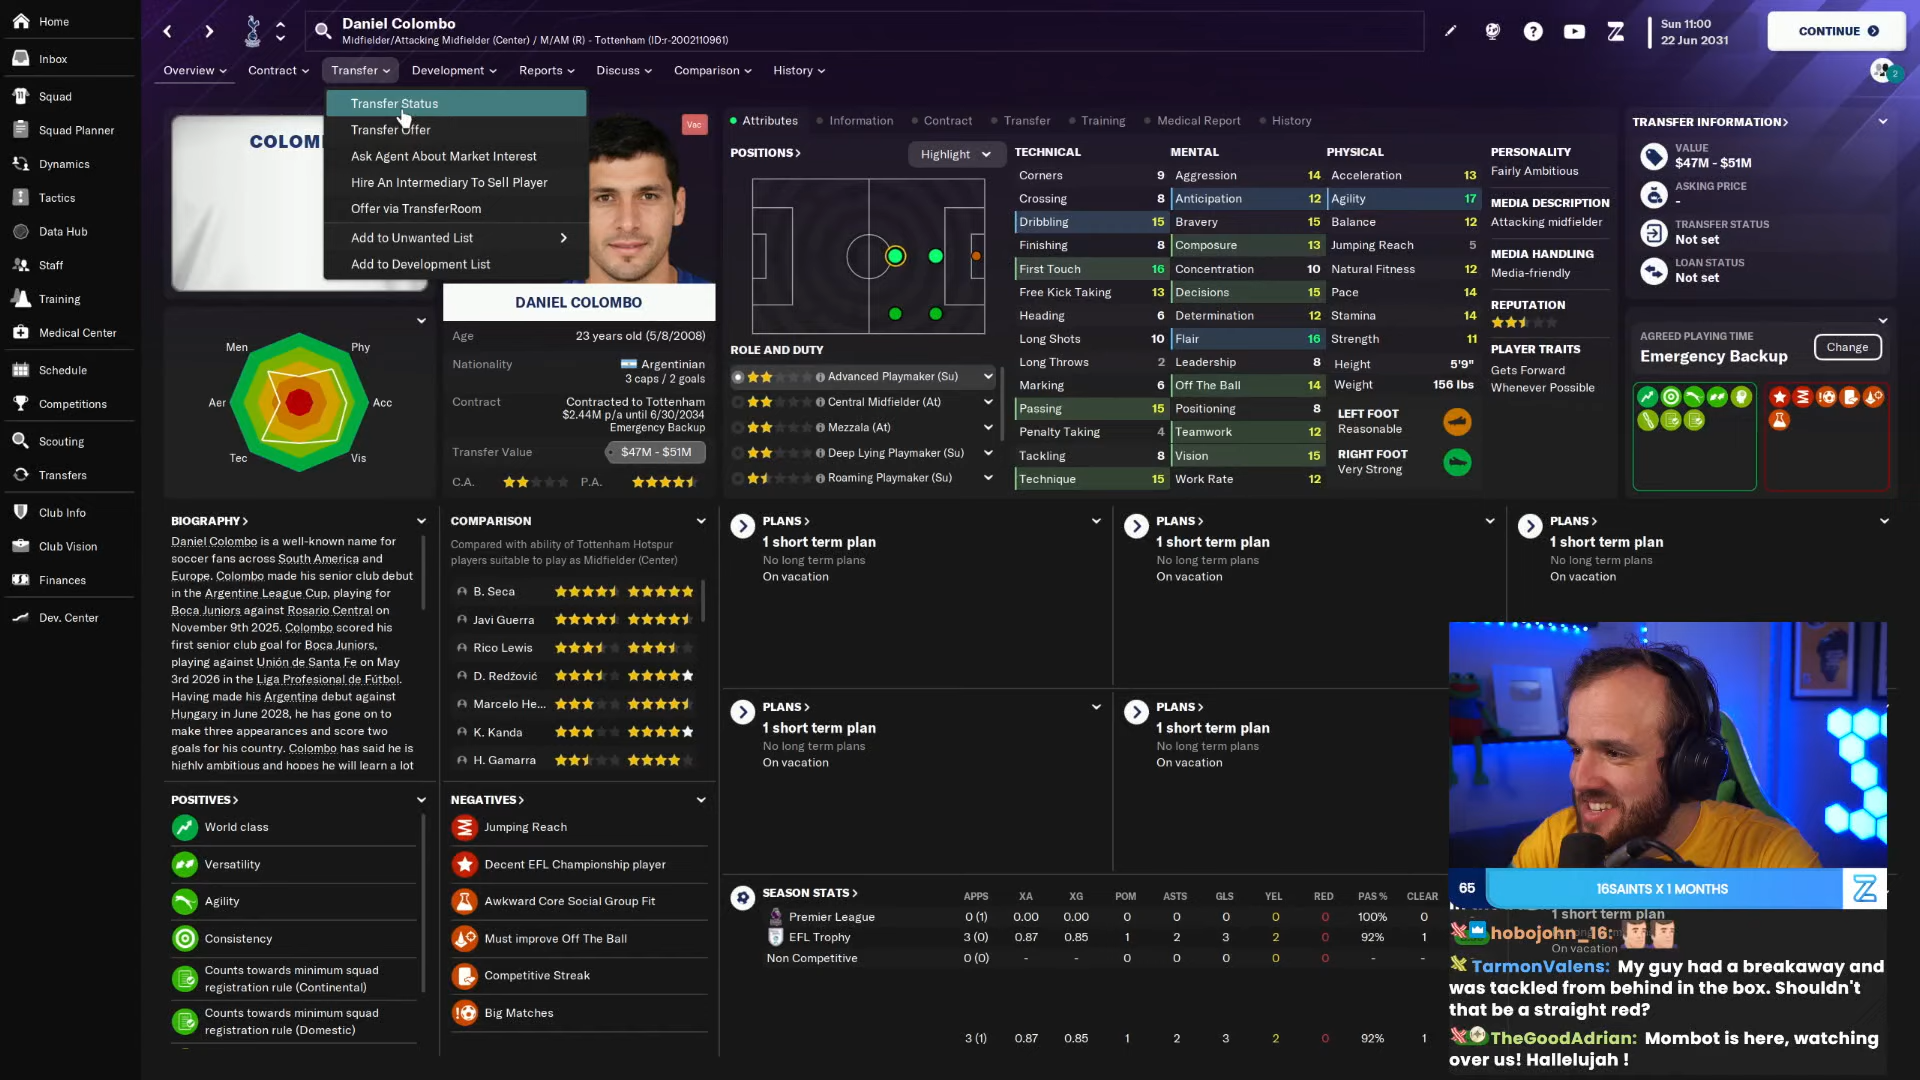 Home
Inbox
Squad
Squad Planner
Dynamics
Tactics
Data Hub
Staff
Training
Medical Center
Schedule
Competitions
Scouting
Transfers
Club Info
Club Vision
Finances
Dev. Center
Daniel Colombo
Midfielder/Attacking Midfielder (Center) / M/AM (R) - Tottenham (ID:r-2002110961)
Sun 11:00
22 Jun 2031
CONTINUE
2
Overview
Contract
Transfer
Development
Reports
Discuss
Comparison
History
Transfer Status
Transfer Offer
Ask Agent About Market Interest
Hire An Intermediary To Sell Player
Offer via TransferRoom
Add to Unwanted List
Add to Development List
Vac
DANIEL COLOMBO
Age 23 years old (5/8/2008)
Nationality Argentinian
3 caps / 2 goals
Contract Contracted to Tottenham
$2.44M p/a until 6/30/2034
Emergency Backup
Transfer Value $47M - $51M
C.A. P.A.
Men Phy
Aer Acc
Tec Vis
Attributes Information Contract Transfer Training Medical Report History
POSITIONS>
Highlight
ROLE AND DUTY
Advanced Playmaker (Su)
Central Midfielder (At)
Mezzala (At)
Deep Lying Playmaker (Su)
Roaming Playmaker (Su)
TECHNICAL
Corners 9
Crossing 8
Dribbling 15
Finishing 8
First Touch 16
Free Kick Taking 13
Heading 6
Long Shots 10
Long Throws 2
Marking 6
Passing 15
Penalty Taking 4
Tackling 8
Technique 15
MENTAL
Aggression 14
Anticipation 12
Bravery 15
Composure 13
Concentration 10
Decisions 15
Determination 12
Flair 16
Leadership 8
Off The Ball 14
Positioning 8
Teamwork 12
Vision 15
Work Rate 12
PHYSICAL
Acceleration 13
Agility 17
Balance 12
Jumping Reach 5
Natural Fitness 12
Pace 14
Stamina 14
Strength 11
Height 5'9"
Weight 156 lbs
LEFT FOOT
Reasonable
RIGHT FOOT
Very Strong
PERSONALITY
Fairly Ambitious
MEDIA DESCRIPTION
Attacking midfielder
MEDIA HANDLING
Media-friendly
REPUTATION
PLAYER TRAITS
Gets Forward
Whenever Possible
TRANSFER INFORMATION>
VALUE
$47M - $51M
ASKING PRICE
-
TRANSFER STATUS
Not set
LOAN STATUS
Not set
AGREED PLAYING TIME
Emergency Backup
Change
BIOGRAPHY>
Daniel Colombo is a well-known name for
soccer fans across South America and
Europe. Colombo made his senior club debut
in the Argentine League Cup, playing for
Boca Juniors against Rosario Central on
November 9th 2025. Colombo scored his
first senior club goal for Boca Juniors,
playing against Unión de Santa Fe on May
3rd 2026 in the Liga Profesional de Fútbol.
Having made his Argentina debut against
Hungary in June 2028, he has gone on to
make three appearances and score two
goals for his country. Colombo has said he is
highly ambitious and hopes he will learn a lot
COMPARISON
Compared with ability of Tottenham Hotspur
players suitable to play as Midfielder (Center)
B. Seca
Javi Guerra
Rico Lewis
D. Redžović
Marcelo He...
K. Kanda
H. Gamarra
PLANS>
1 short term plan
No long term plans
On vacation
PLANS>
1 short term plan
No long term plans
On vacation
PLANS>
1 short term plan
No long term plans
On vacation
PLANS>
1 short term plan
No long term plans
On vacation
PLANS>
1 short term plan
No long term plans
On vacation
POSITIVES>
World class
Versatility
Agility
Consistency
Counts towards minimum squad
registration rule (Continental)
Counts towards minimum squad
registration rule (Domestic)
NEGATIVES>
Jumping Reach
Decent EFL Championship player
Awkward Core Social Group Fit
Must improve Off The Ball
Competitive Streak
Big Matches
SEASON STATS> APPS XA XG POM ASTS GLS YEL RED PAS % CLEAR
Premier League 0 (1) 0.00 0.00 0 0 0 0 0 100% 0
EFL Trophy 3 (0) 0.87 0.85 1 2 3 2 0 92% 1
Non Competitive 0 (0) - - 0 0 0 0 0 - -
3 (1) 0.87 0.85 1 2 3 2 0 92% 1
65 16SAINTS X 1 MONTHS
1 short term plan
hobojohn_16:
On vacation
TarmonValens: My guy had a breakaway and
was tackled from behind in the box. Shouldn't
that be a straight red?
TheGoodAdrian: Mombot is here, watching
over us! Hallelujah !